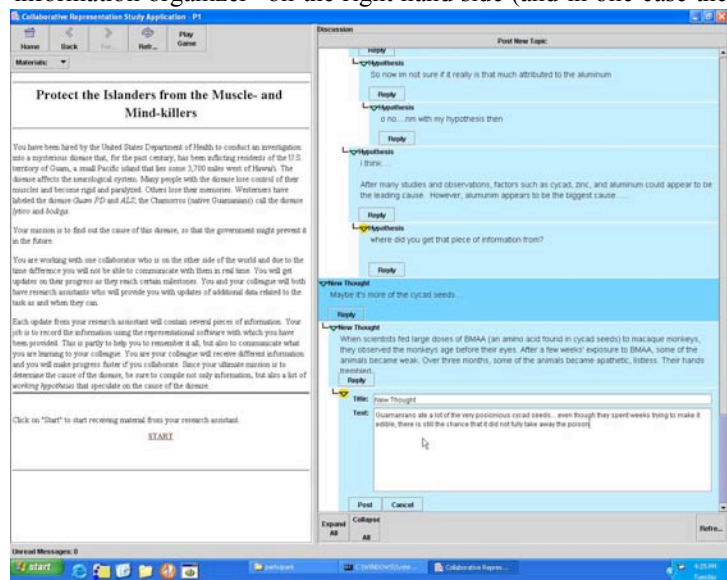 information organizer" on the right-hand side (and in one case the
Collaborative Representation Study Application - P1
Home
Back
For...
Refr...
Play
Game
Materials:
Protect the Islanders from the Muscle- and
Mind-killers
You have been hired by the United States Department of Health to conduct an investigation
into a mysterious disease that, for the past century, has been inflicting residents of the U.S.
territory of Guam, a small Pacific island that lies some 3,700 miles west of Hawai'i. The
disease affects the neurological system. Many people with the disease lose control of their
muscles and become rigid and paralyzed. Others lose their memories. Westerners have
labeled the disease Guam PD and ALS; the Chamorros (native Guamanians) call the disease
lytico and bodiga.
Your mission is to find out the cause of this disease, so that the government might prevent it
in the future.
You are working with one collaborator who is on the other side of the world and due to the
time difference you will not be able to communicate with them in real time. You will get
updates on their progress as they reach certain milestones. You and your colleague will both
have research assistants who will provide you with updates of additional data related to the
task as and when they can.
Each update from your research assistant will contain several pieces of information. Your
job is to record the information using the representational software with which you have
been provided. This is partly to help you to remember it all, but also to communicate what
you are learning to your colleague. You are your colleague will receive different information
and you will make progress faster if you collaborate. Since your ultimate mission is to
determine the cause of the disease, be sure to compile not only information, but also a list of
working hypotheses that speculate on the cause of the disease.
Click on "Start" to start receiving material from your research assistant.
START
Unread Messages: 0
Discussion
Post New Topic
Reply
Hypothesis
So now im not sure if it really is that much attributed to the aluminum
Reply
Hypothesis
o no....nm with my hypothesis then
Reply
Hypothesis
i think.....
After many studies and observations, factors such as cycad, zinc, and aluminum could appear to be
the leading cause. However, alumunim appears to be the biggest cause......
Reply
Hypothesis
where did you get that piece of information from?
Reply
New Thought
Maybe it's more of the cycad seeds...
Reply
New Thought
When scientists fed large doses of BMAA (an amino acid found in cycad seeds) to macaque monkeys,
they observed the monkeys age before their eyes. After a few weeks' exposure to BMAA, some of the
animals became weak. Over three months, some of the animals became apathetic, listless. Their hands
trembled
Reply
Title: New Thought
Text: Guamanians ate a lot of the very posionious cycad seeds... even though they spent weeks trying to make it
edible, there is still the chance that it did not fully take away the poison
Post
Cancel
Expand
All
Collapse
All
Refre...
start
participant
Collaborative Repres...
4:25 AM